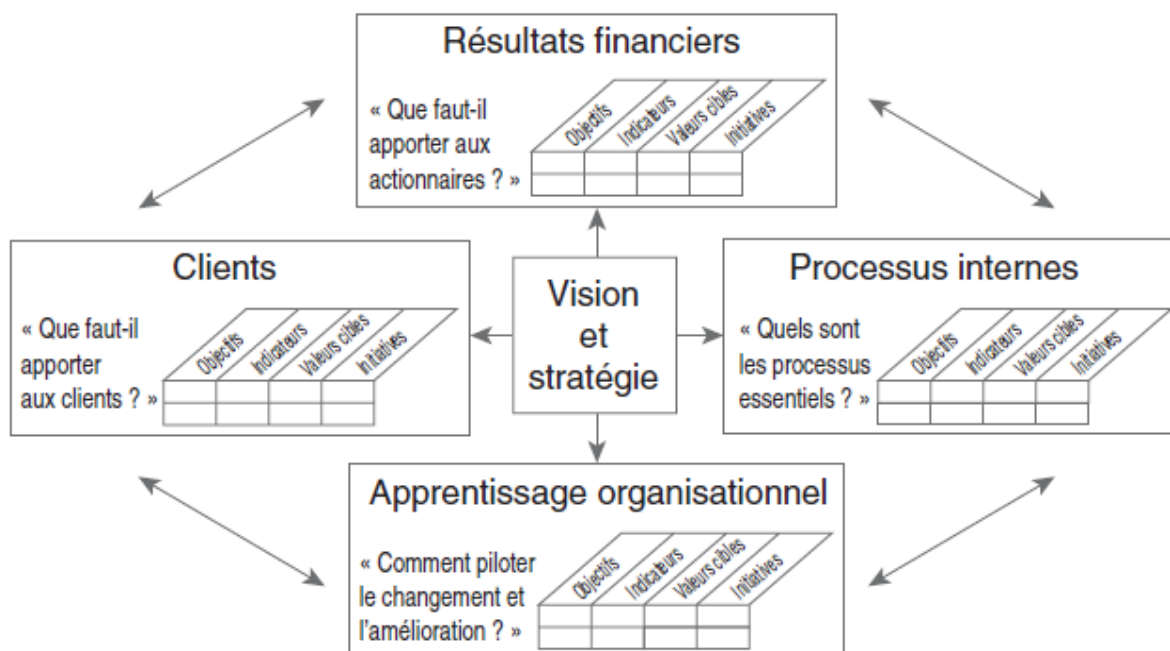 Résultats financiers
« Que faut-il
apporter aux
actionnaires ? »
Objectifs
Indicateurs
Valeurs cibles
Initiatives
Clients
« Que faut-il
apporter
aux clients ? »
Objectifs
Indicateurs
Valeurs cibles
Initiatives
Vision
et
stratégie
Processus internes
« Quels sont
les processus
essentiels ? »
Objectifs
Indicateurs
Valeurs cibles
Initiatives
Apprentissage organisationnel
« Comment piloter
le changement et
l'amélioration ? »
Objectifs
Indicateurs
Valeurs cibles
Initiatives